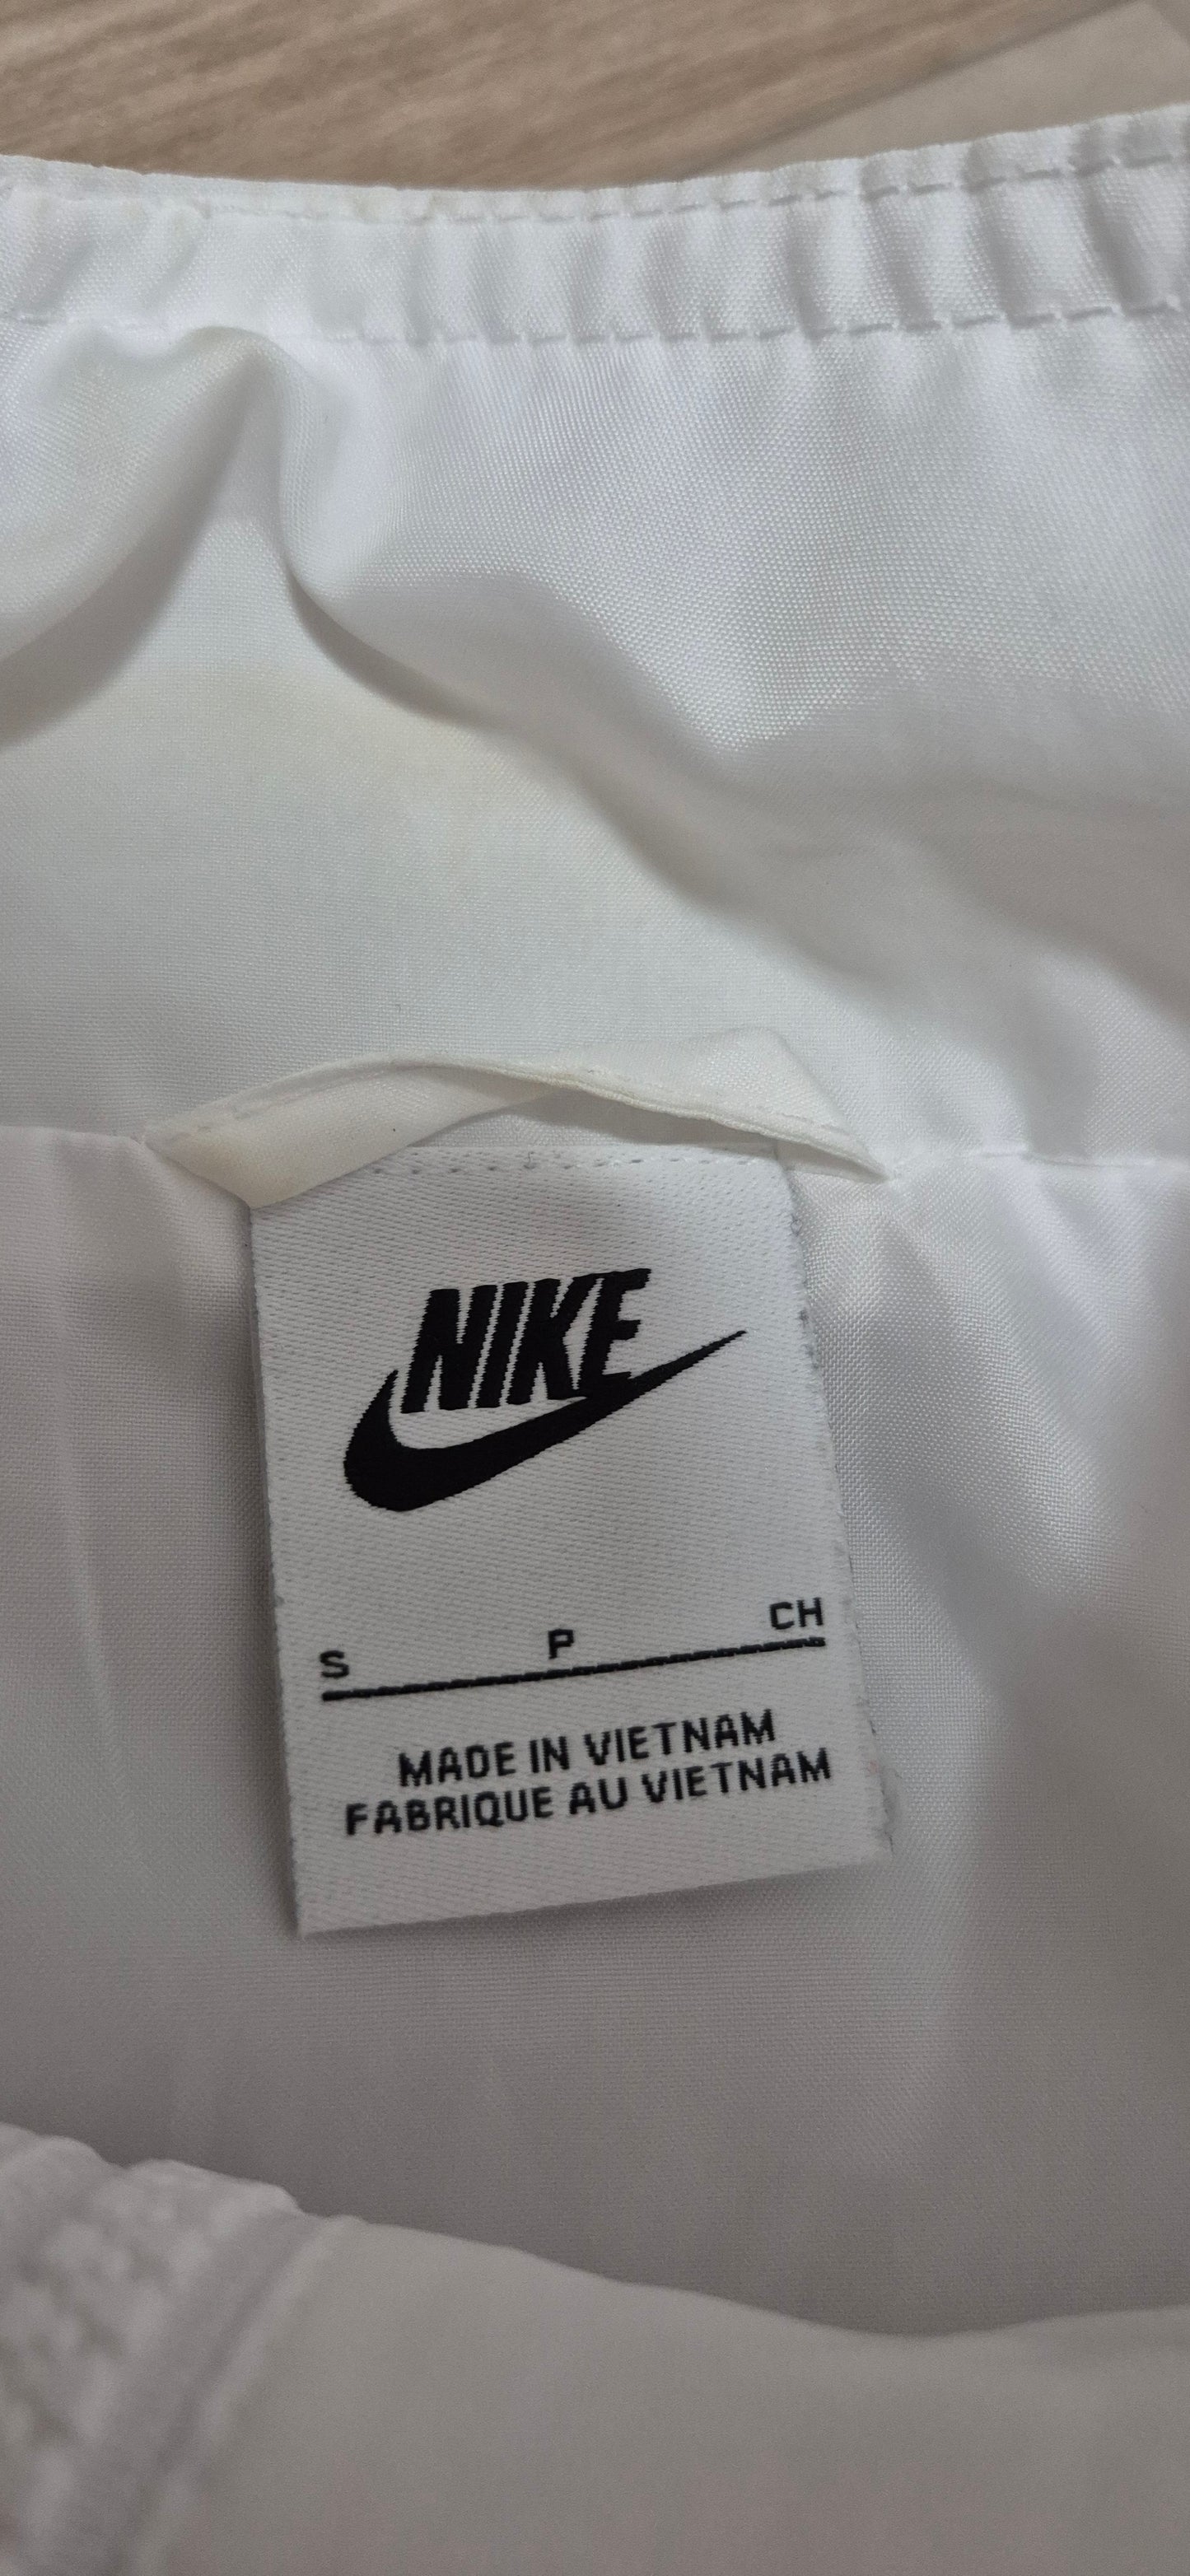 NIKE
S P CH
MADE IN VIETNAM
FABRIQUE AU VIETNAM